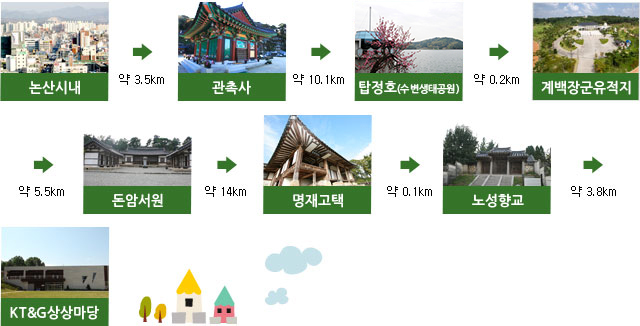 논산시내
약 3.5km
관촉사
약 10.1km
탑정호(수변생태공원)
약 0.2km
계백장군유적지
약 5.5km
돈암서원
약 14km
명재고택
약 0.1km
노성향교
약 3.8km
KT&G상상마당